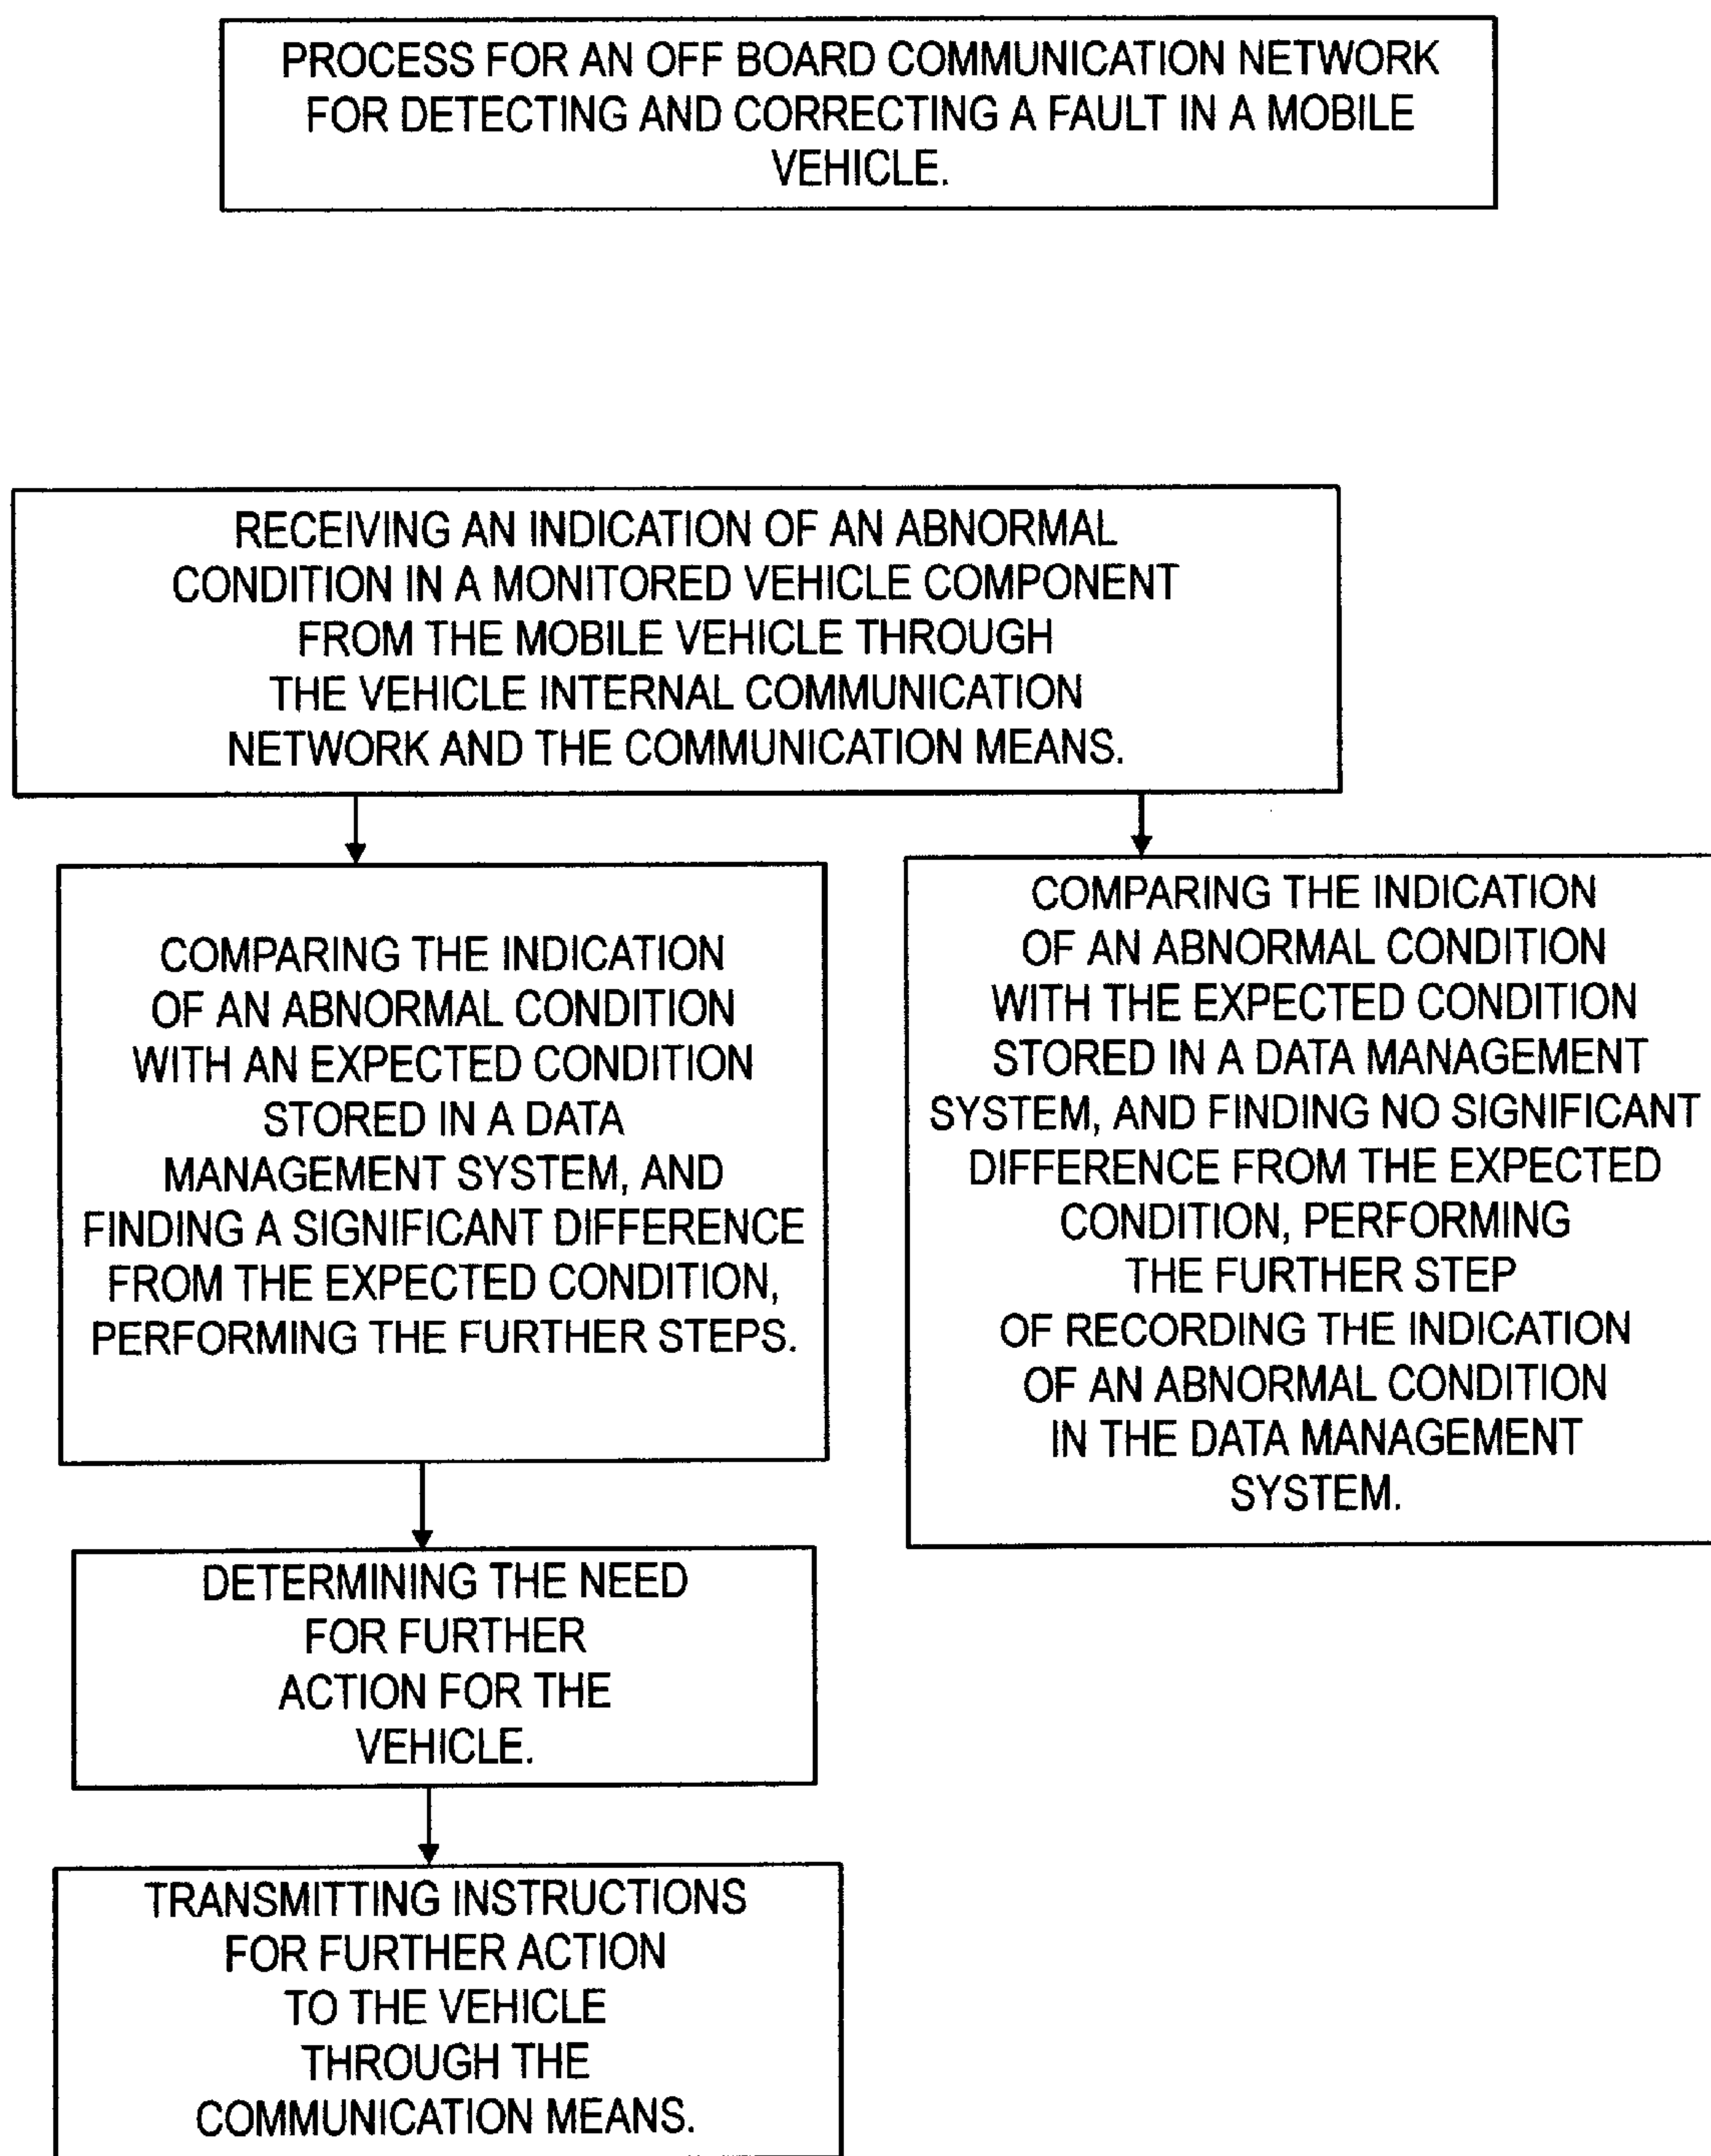 PROCESS FOR AN OFF BOARD COMMUNICATION NETWORK
FOR DETECTING AND CORRECTING A FAULT IN A MOBILE
VEHICLE.
RECEIVING AN INDICATION OF AN ABNORMAL
CONDITION IN A MONITORED VEHICLE COMPONENT
FROM THE MOBILE VEHICLE THROUGH
THE VEHICLE INTERNAL COMMUNICATION
NETWORK AND THE COMMUNICATION MEANS.
COMPARING THE INDICATION
OF AN ABNORMAL CONDITION
WITH AN EXPECTED CONDITION
STORED IN A DATA
MANAGEMENT SYSTEM, AND
FINDING A SIGNIFICANT DIFFERENCE
FROM THE EXPECTED CONDITION,
PERFORMING THE FURTHER STEPS.
COMPARING THE INDICATION
OF AN ABNORMAL CONDITION
WITH THE EXPECTED CONDITION
STORED IN A DATA MANAGEMENT
SYSTEM, AND FINDING NO SIGNIFICANT
DIFFERENCE FROM THE EXPECTED
CONDITION, PERFORMING
THE FURTHER STEP
OF RECORDING THE INDICATION
OF AN ABNORMAL CONDITION
IN THE DATA MANAGEMENT
SYSTEM.
DETERMINING THE NEED
FOR FURTHER
ACTION FOR THE
VEHICLE.
TRANSMITTING INSTRUCTIONS
FOR FURTHER ACTION
TO THE VEHICLE
THROUGH THE
COMMUNICATION MEANS.